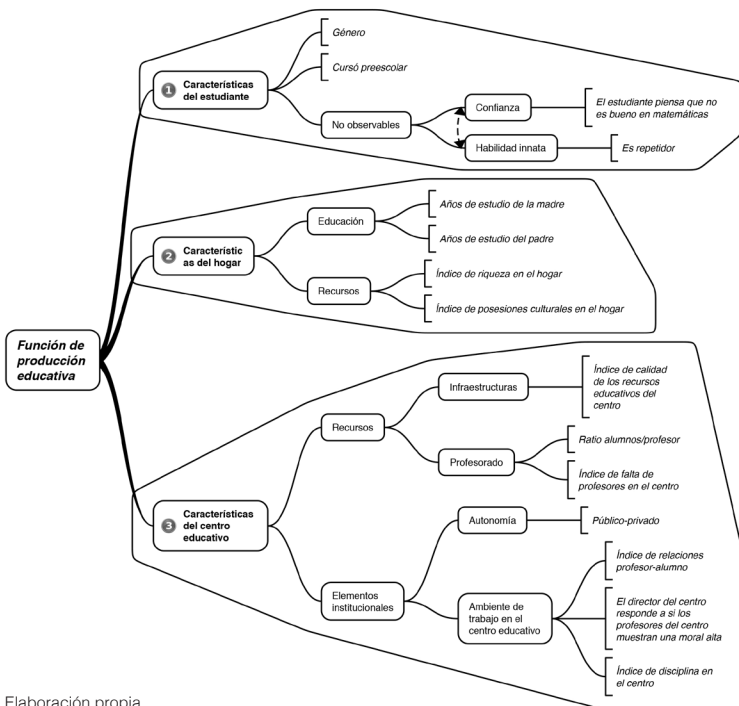 Género
Cursó preescolar
1
Características
del estudiante
No observables
Confianza
El estudiante piensa que no
es bueno en matemáticas
Habilidad innata
Es repetidor
2
Característic
as del hogar
Educación
Años de estudio de la madre
Años de estudio del padre
Recursos
Índice de riqueza en el hogar
Índice de posesiones culturales en el hogar
Función de
producción
educativa
3
Características
del centro
educativo
Recursos
Infraestructuras
Índice de calidad
de los recursos
educativos del
centro
Profesorado
Ratio alumnos/profesor
Índice de falta de
profesores en el centro
Elementos
institucionales
Autonomía
Público-privado
Ambiente de
trabajo en el
centro educativo
Índice de relaciones
profesor-alumno
El director del centro
responde a si los
profesores del centro
muestran una moral alta
Índice de disciplina en
el centro
Elaboración propia